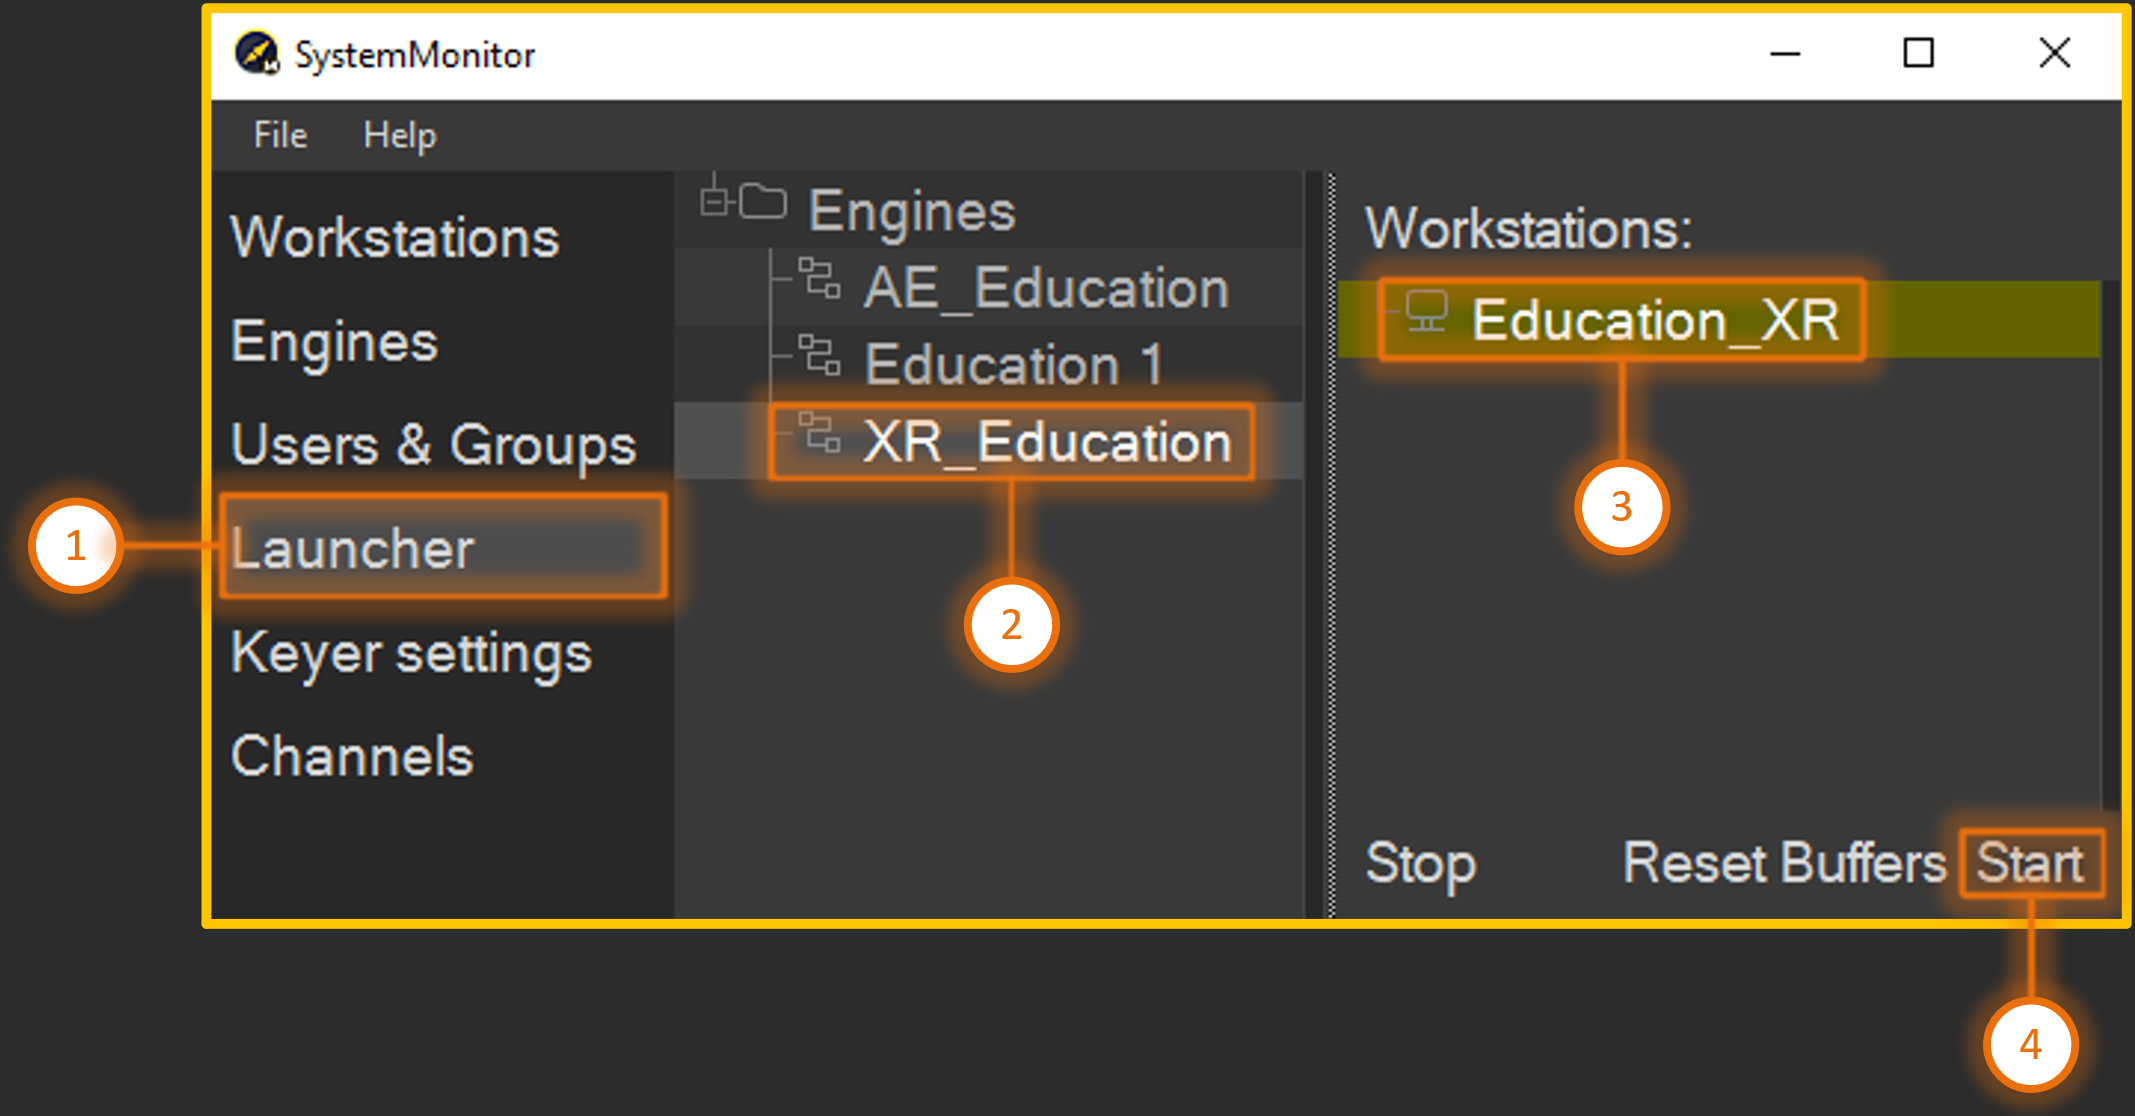 SystemMonitor
File Help
Workstations
Engines
Users & Groups
Launcher
Keyer settings
Channels
Engines
AE_Education
Education 1
XR_Education
Workstations:
Education_XR
Stop Reset Buffers Start
1
2
3
4